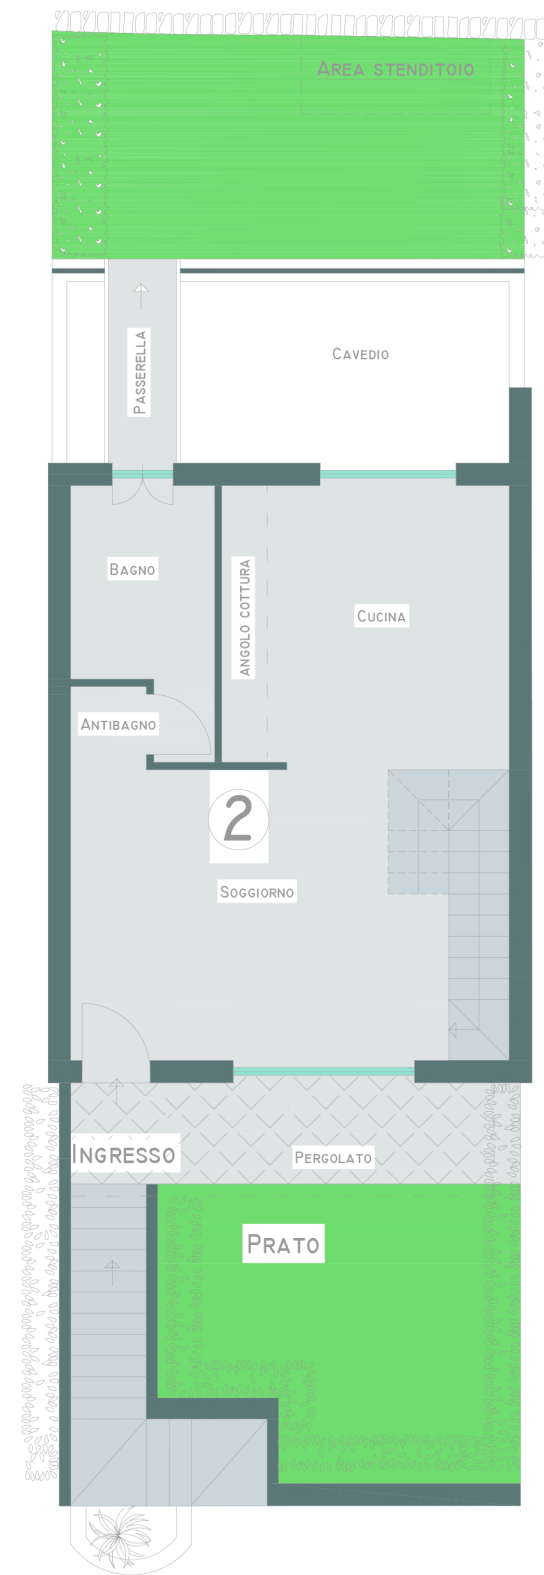 Area stenditoio
Passerella
Cavedio
Bagno
angolo cottura
Cucina
Antibagno
2
Soggiorno
Ingresso
Pergolato
Prato